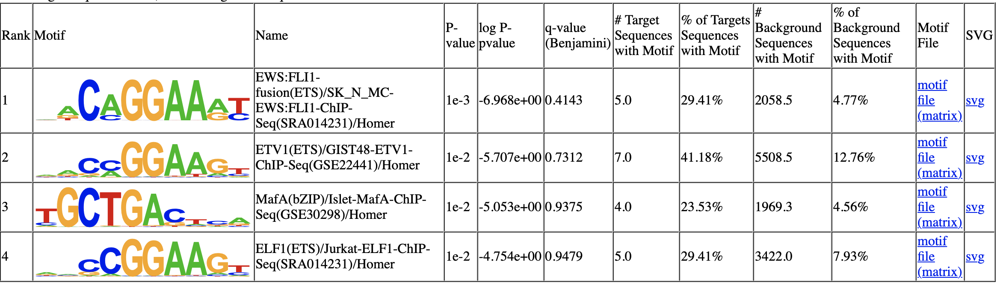 Rank Motif Name P-value log P-pvalue q-value (Benjamini) # Target Sequences with Motif % of Targets Sequences with Motif # Background Sequences with Motif % of Background Sequences with Motif Motif File SVG
1 EWS:FLI1-fusion(ETS)/SK_N_MC-EWS:FLI1-ChIP-Seq(SRA014231)/Homer 1e-3 -6.968e+00 0.4143 5.0 29.41% 2058.5 4.77% motif file (matrix) svg
2 ETV1(ETS)/GIST48-ETV1-ChIP-Seq(GSE22441)/Homer 1e-2 -5.707e+00 0.7312 7.0 41.18% 5508.5 12.76% motif file (matrix) svg
3 MafA(bZIP)/Islet-MafA-ChIP-Seq(GSE30298)/Homer 1e-2 -5.053e+00 0.9375 4.0 23.53% 1969.3 4.56% motif file (matrix) svg
4 ELF1(ETS)/Jurkat-ELF1-ChIP-Seq(SRA014231)/Homer 1e-2 -4.754e+00 0.9479 5.0 29.41% 3422.0 7.93% motif file (matrix) svg